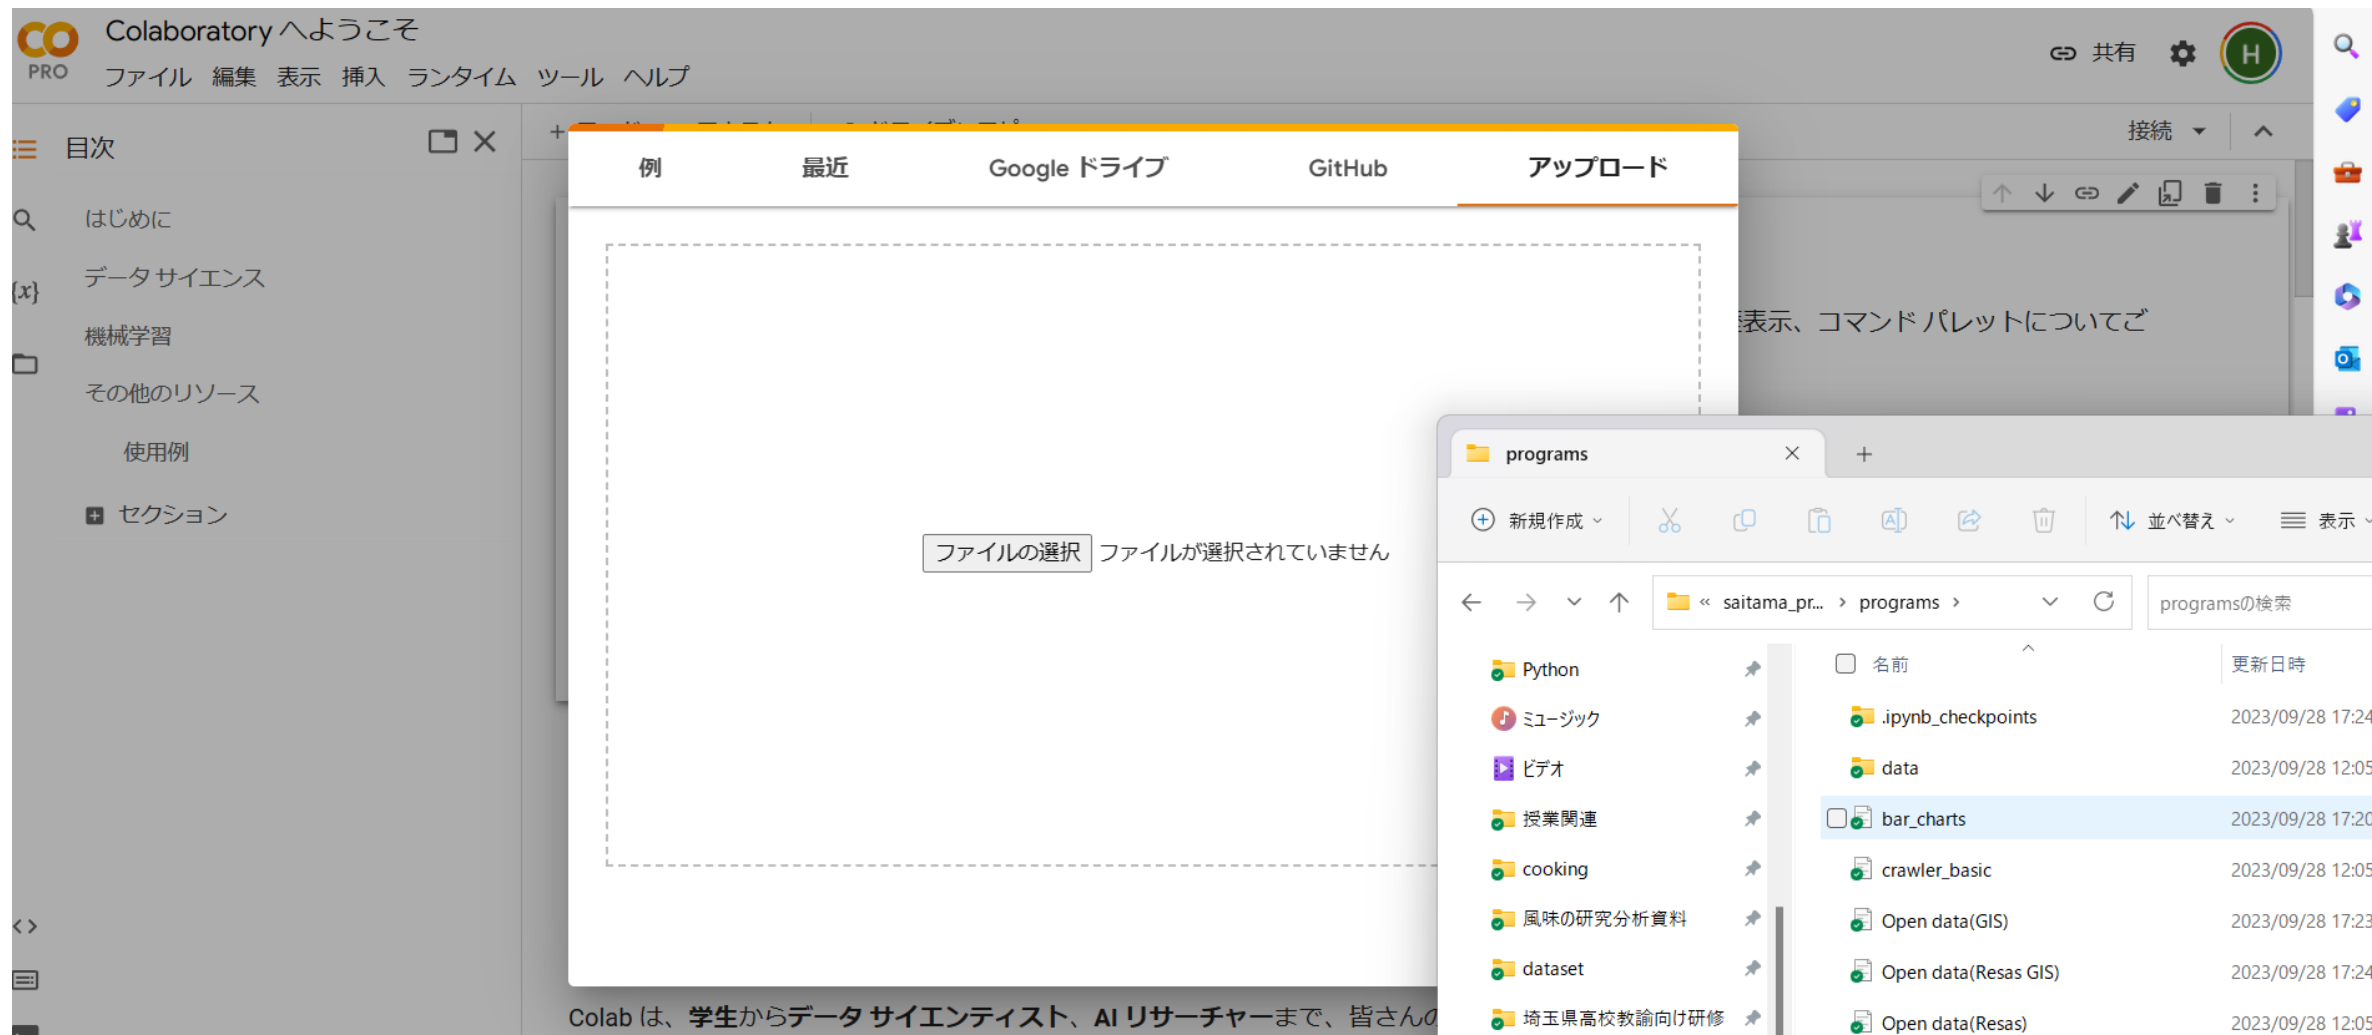 Colaboratory へようこそ
PRO
ファイル 編集 表示 挿入 ランタイム ツール ヘルプ
共有
H
目次
接続
例 最近 Google ドライブ GitHub アップロード
はじめに
データ サイエンス
{x}
機械学習
表示、コマンド パレットについてご
その他のリソース
使用例
セクション
ファイルの選択 ファイルが選択されていません
programs
新規作成 並べ替え 表示
« saitama_pr... › programs › programsの検索
名前 更新日時
Python
ミュージック
ビデオ
授業関連
cooking
風味の研究分析資料
dataset
埼玉県高校教諭向け研修
.ipynb_checkpoints 2023/09/28 17:24
data 2023/09/28 12:05
bar_charts 2023/09/28 17:20
crawler_basic 2023/09/28 12:05
Open data(GIS) 2023/09/28 17:23
Open data(Resas GIS) 2023/09/28 17:24
Open data(Resas) 2023/09/28 12:05
Colab は、学生からデータ サイエンティスト、AI リサーチャーまで、皆さんの